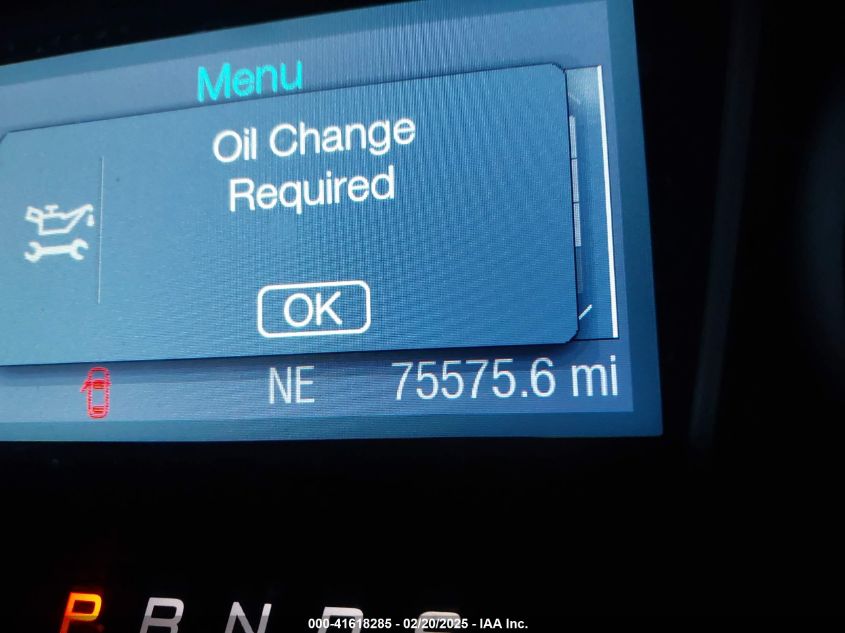 Menu
Oil Change
Required
OK
NE 75575.6 mi
P R N D
000-41618285 - 02/20/2025 - IAA Inc.